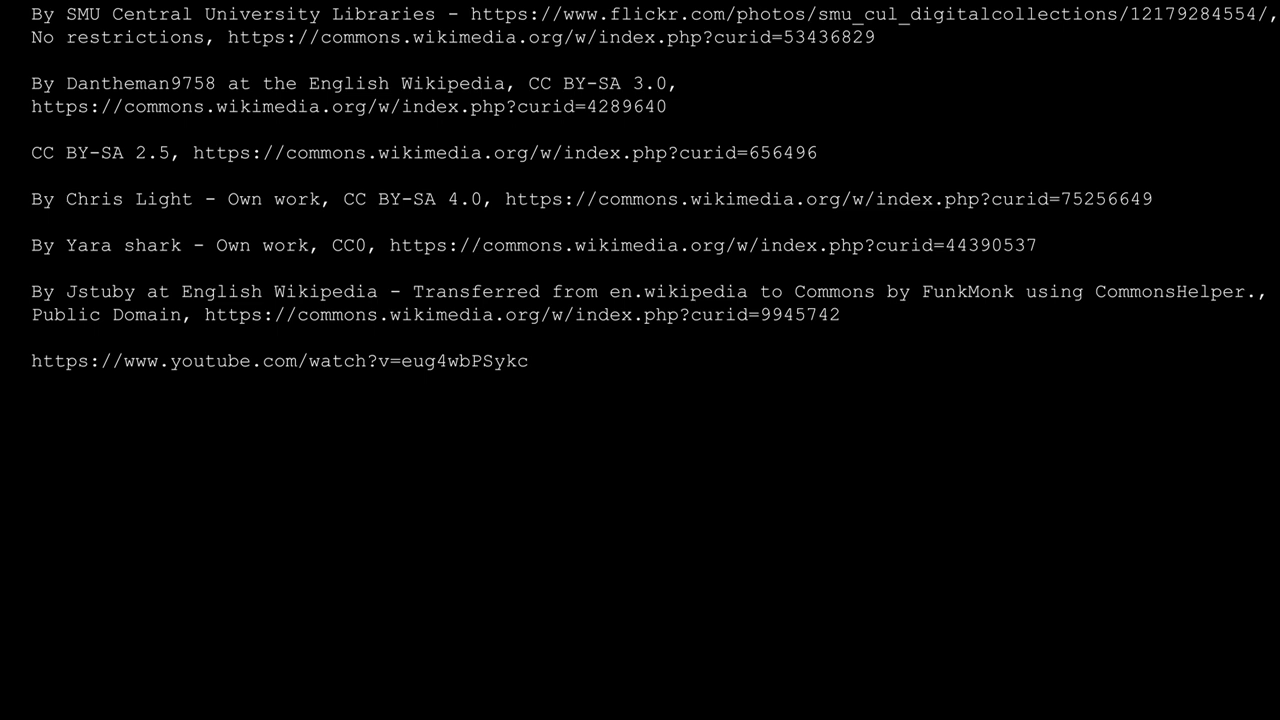 By SMU Central University Libraries - https://www.flickr.com/photos/smu_cul_digitalcollections/12179284554/,
No restrictions, https://commons.wikimedia.org/w/index.php?curid=53436829
By Dantheman9758 at the English Wikipedia, CC BY-SA 3.0,
https://commons.wikimedia.org/w/index.php?curid=4289640
CC BY-SA 2.5, https://commons.wikimedia.org/w/index.php?curid=656496
By Chris Light - Own work, CC BY-SA 4.0, https://commons.wikimedia.org/w/index.php?curid=75256649
By Yara shark - Own work, CC0, https://commons.wikimedia.org/w/index.php?curid=44390537
By Jstuby at English Wikipedia - Transferred from en.wikipedia to Commons by FunkMonk using CommonsHelper.,
Public Domain, https://commons.wikimedia.org/w/index.php?curid=9945742
https://www.youtube.com/watch?v=eug4wbPSykc